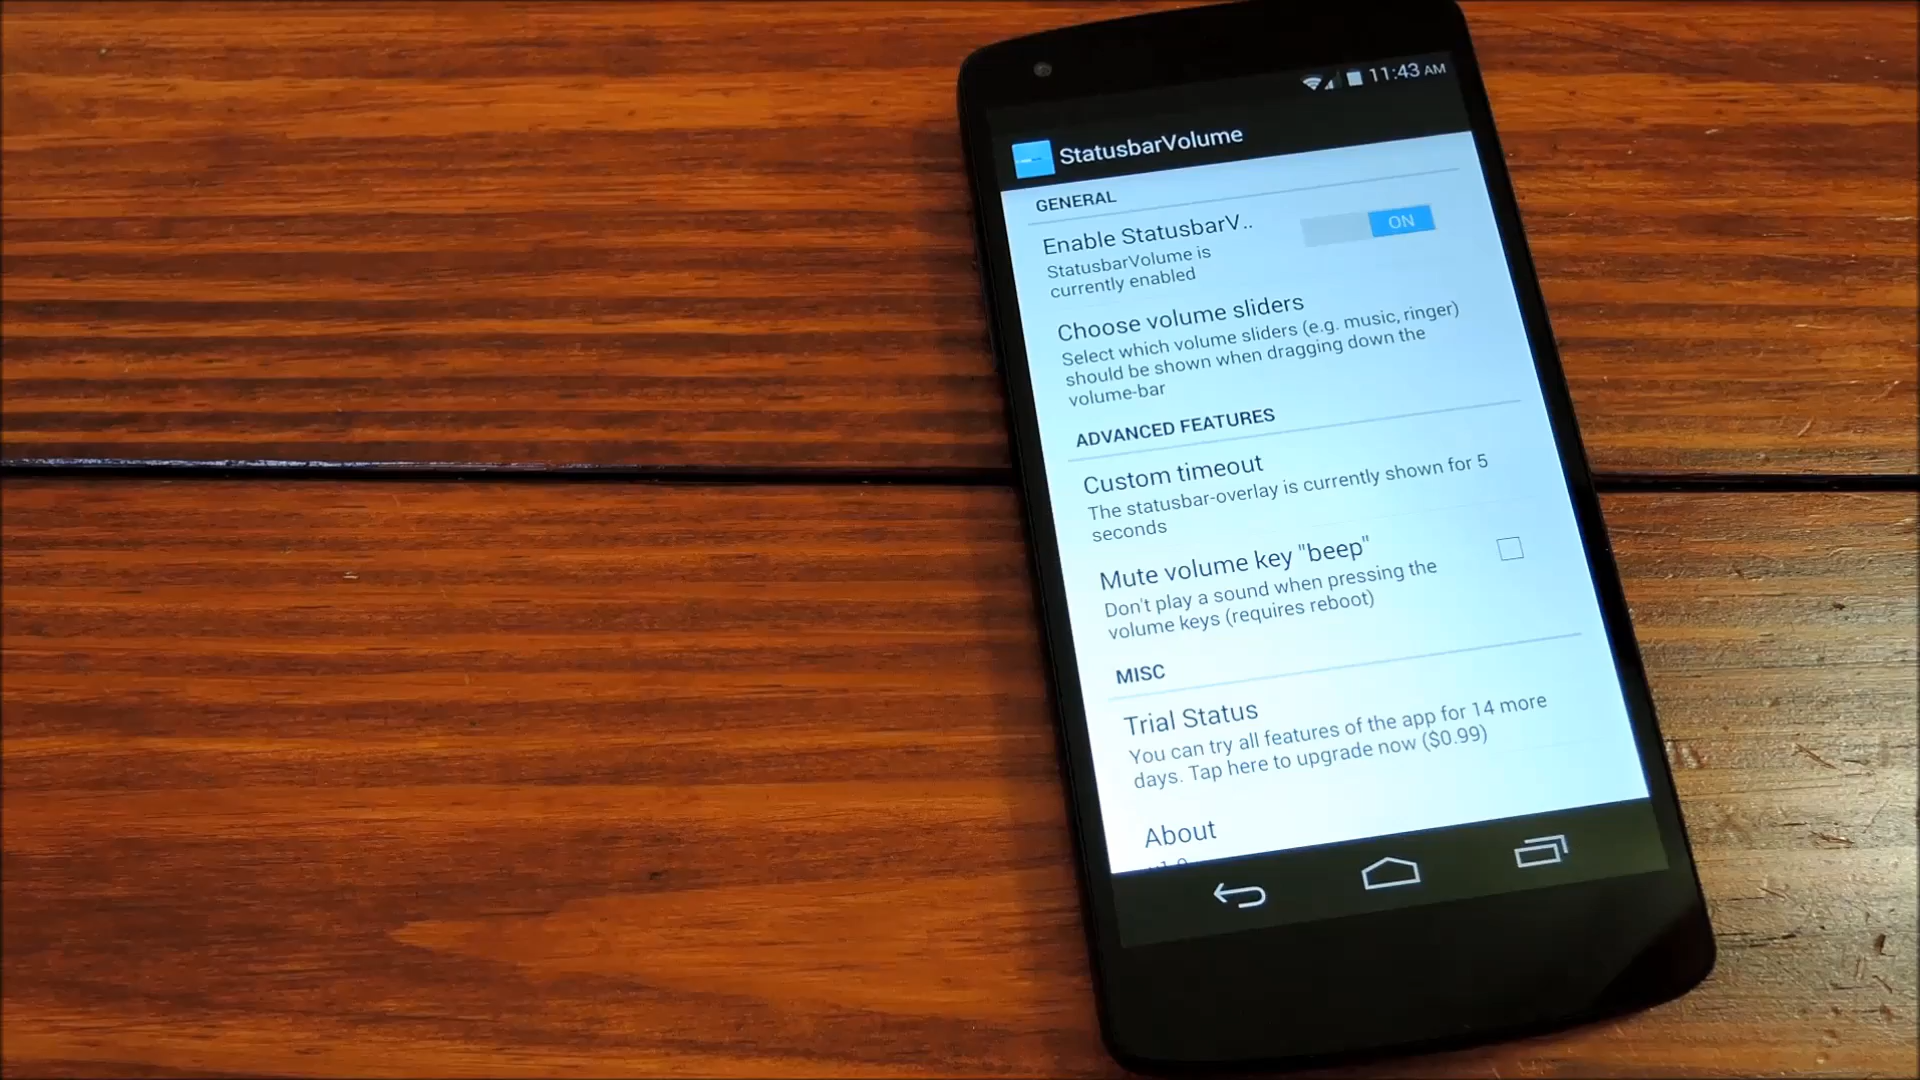 11:43 AM
StatusbarVolume
GENERAL
Enable StatusbarV..
ON
StatusbarVolume is
currently enabled
Choose volume sliders
Select which volume sliders (e.g. music, ringer)
should be shown when dragging down the
volume-bar
ADVANCED FEATURES
Custom timeout
The statusbar-overlay is currently shown for 5
seconds
Mute volume key "beep"
Don't play a sound when pressing the
volume keys (requires reboot)
MISC
Trial Status
You can try all features of the app for 14 more
days. Tap here to upgrade now ($0.99)
About